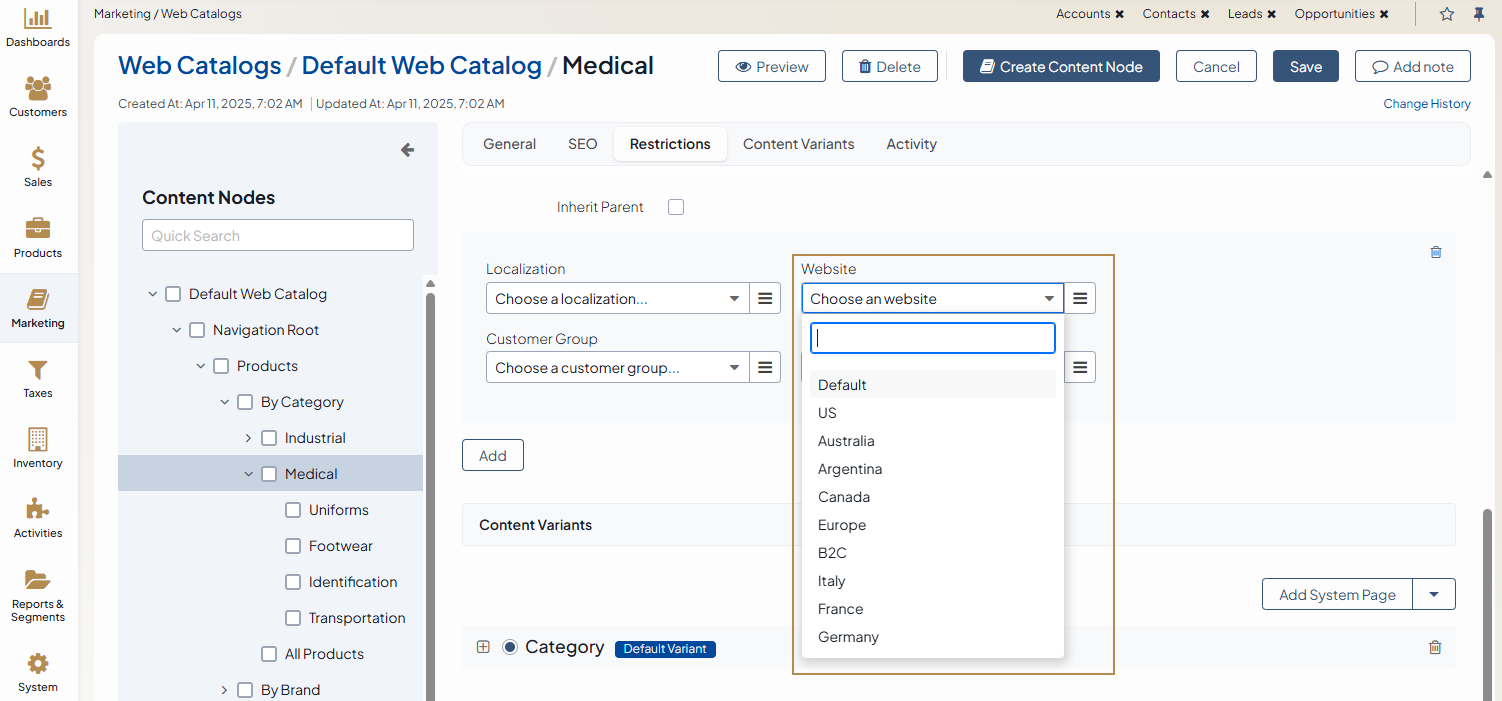 Marketing / Web Catalogs
Accounts ✖ Contacts ✖ Leads ✖ Opportunities ✖
Dashboards
Customers
Sales
Products
Marketing
Taxes
Inventory
Activities
Reports &
Segments
System
Web Catalogs / Default Web Catalog / Medical
Preview
Delete
Create Content Node
Cancel
Save
Add note
Created At: Apr 11, 2025, 7:02 AM | Updated At: Apr 11, 2025, 7:02 AM
Change History
Content Nodes
Quick Search
Default Web Catalog
Navigation Root
Products
By Category
Industrial
Medical
Uniforms
Footwear
Identification
Transportation
All Products
By Brand
General SEO Restrictions Content Variants Activity
Inherit Parent
Localization
Choose a localization...
Website
Choose an website
Customer Group
Choose a customer group...
Default
US
Australia
Argentina
Canada
Europe
B2C
Italy
France
Germany
Add
Content Variants
Add System Page
Category Default Variant